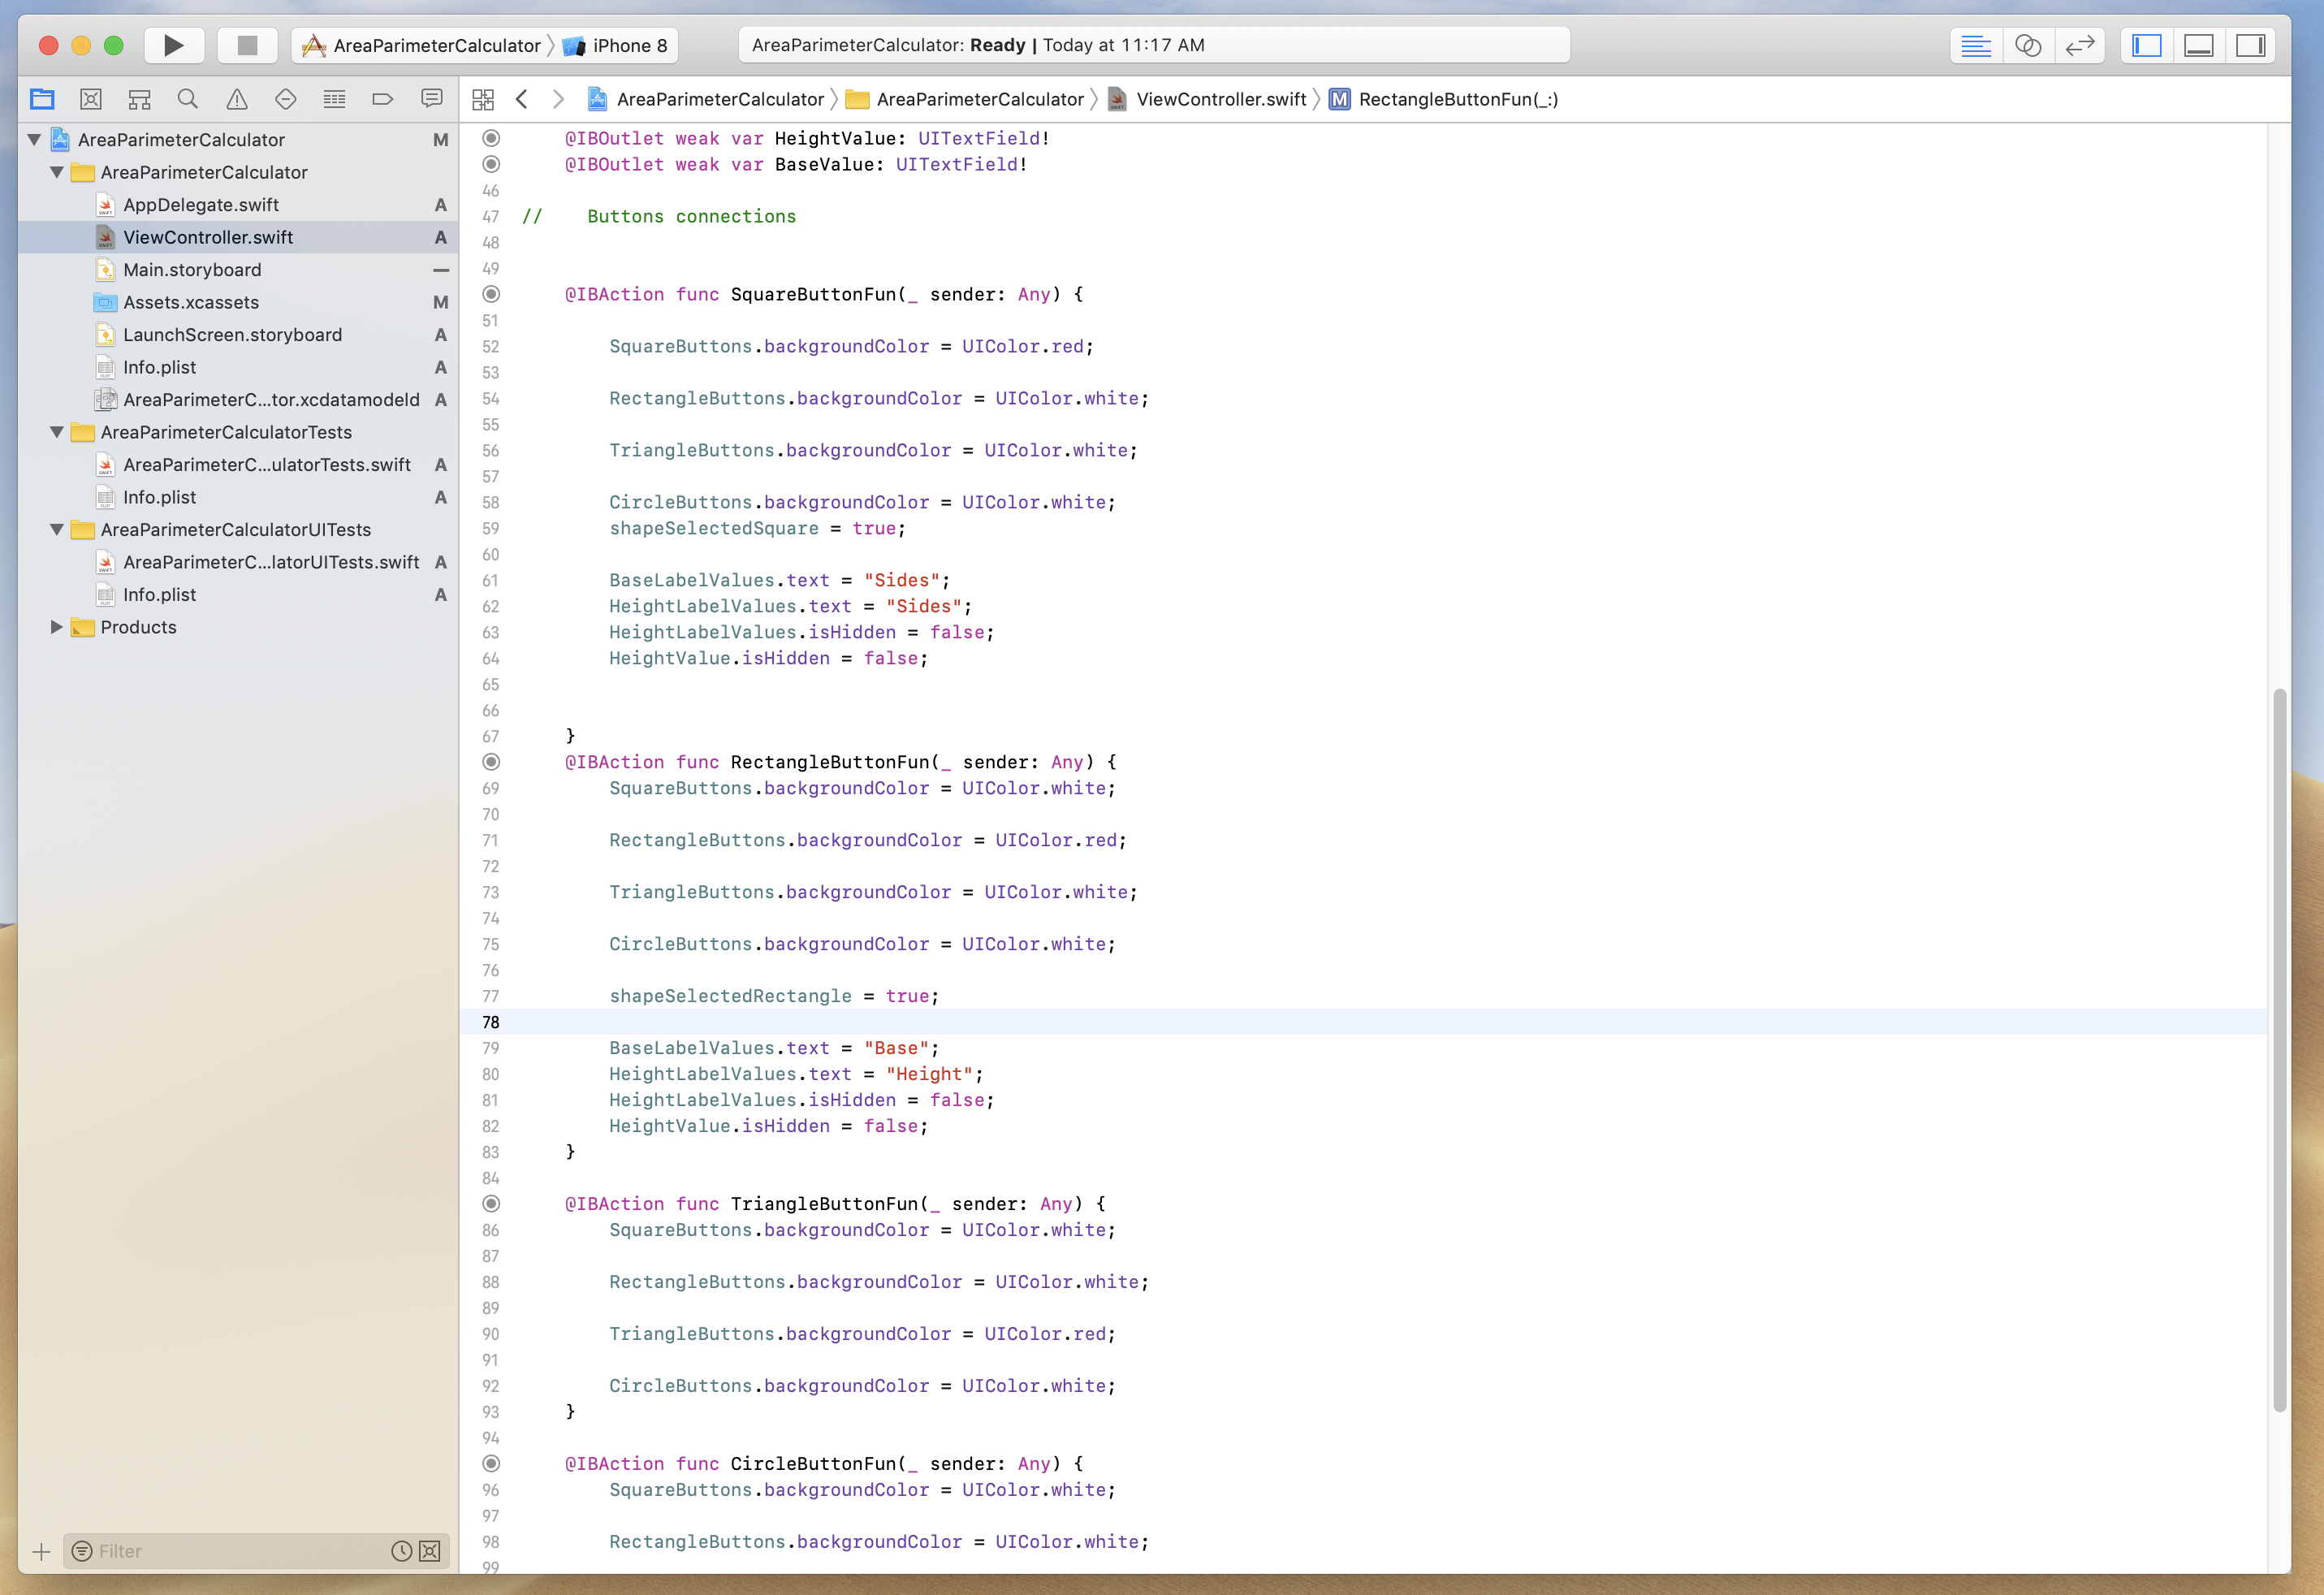 AreaParimeterCalculator iPhone 8
AreaParimeterCalculator: Ready | Today at 11:17 AM
AreaParimeterCalculator AreaParimeterCalculator ViewController.swift M RectangleButtonFun(_:)
AreaParimeterCalculator M
AreaParimeterCalculator
AppDelegate.swift A
ViewController.swift A
Main.storyboard
Assets.xcassets M
LaunchScreen.storyboard A
Info.plist A
AreaParimeterC...tor.xcdatamodeld A
AreaParimeterCalculatorTests
AreaParimeterC...ulatorTests.swift A
Info.plist A
AreaParimeterCalculatorUITests
AreaParimeterC...latorUITests.swift A
Info.plist A
Products
Filter
@IBOutlet weak var HeightValue: UITextField!
@IBOutlet weak var BaseValue: UITextField!
46
47 // Buttons connections
48
49
@IBAction func SquareButtonFun(_ sender: Any) {
51
52 SquareButtons.backgroundColor = UIColor.red;
53
54 RectangleButtons.backgroundColor = UIColor.white;
55
56 TriangleButtons.backgroundColor = UIColor.white;
57
58 CircleButtons.backgroundColor = UIColor.white;
59 shapeSelectedSquare = true;
60
61 BaseLabelValues.text = "Sides";
62 HeightLabelValues.text = "Sides";
63 HeightLabelValues.isHidden = false;
64 HeightValue.isHidden = false;
65
66
67 }
@IBAction func RectangleButtonFun(_ sender: Any) {
69 SquareButtons.backgroundColor = UIColor.white;
70
71 RectangleButtons.backgroundColor = UIColor.red;
72
73 TriangleButtons.backgroundColor = UIColor.white;
74
75 CircleButtons.backgroundColor = UIColor.white;
76
77 shapeSelectedRectangle = true;
78
79 BaseLabelValues.text = "Base";
80 HeightLabelValues.text = "Height";
81 HeightLabelValues.isHidden = false;
82 HeightValue.isHidden = false;
83 }
84
@IBAction func TriangleButtonFun(_ sender: Any) {
86 SquareButtons.backgroundColor = UIColor.white;
87
88 RectangleButtons.backgroundColor = UIColor.white;
89
90 TriangleButtons.backgroundColor = UIColor.red;
91
92 CircleButtons.backgroundColor = UIColor.white;
93 }
94
@IBAction func CircleButtonFun(_ sender: Any) {
96 SquareButtons.backgroundColor = UIColor.white;
97
98 RectangleButtons.backgroundColor = UIColor.white;
99